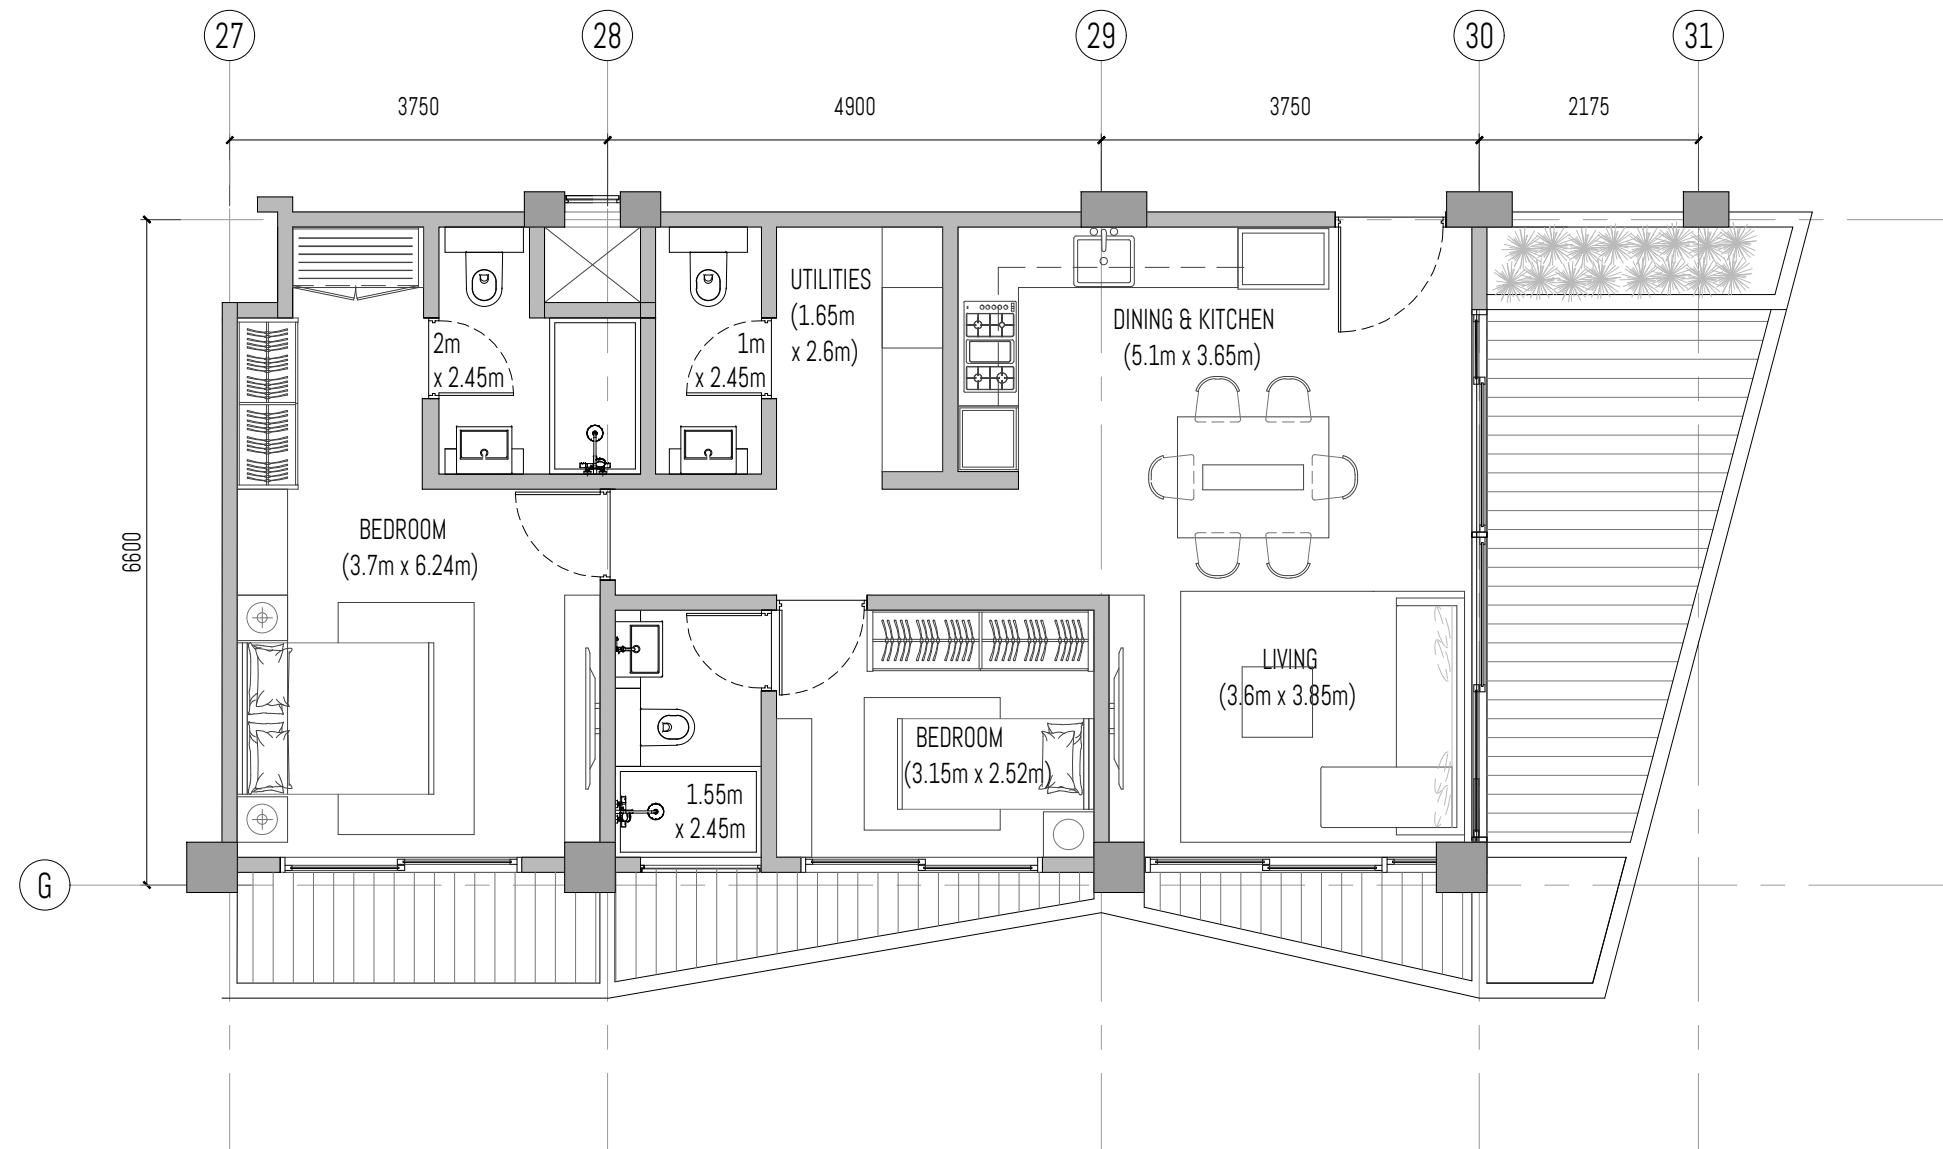 27
28
29
30
31
3750
4900
3750
2175
UTILITIES
(1.65m
x 2.6m)
DINING & KITCHEN
(5.1m x 3.65m)
2m
x 2.45m
1m
x 2.45m
6600
BEDROOM
(3.7m x 6.24m)
LIVING
(3.6m x 3.85m)
BEDROOM
(3.15m x 2.52m)
1.55m
x 2.45m
G